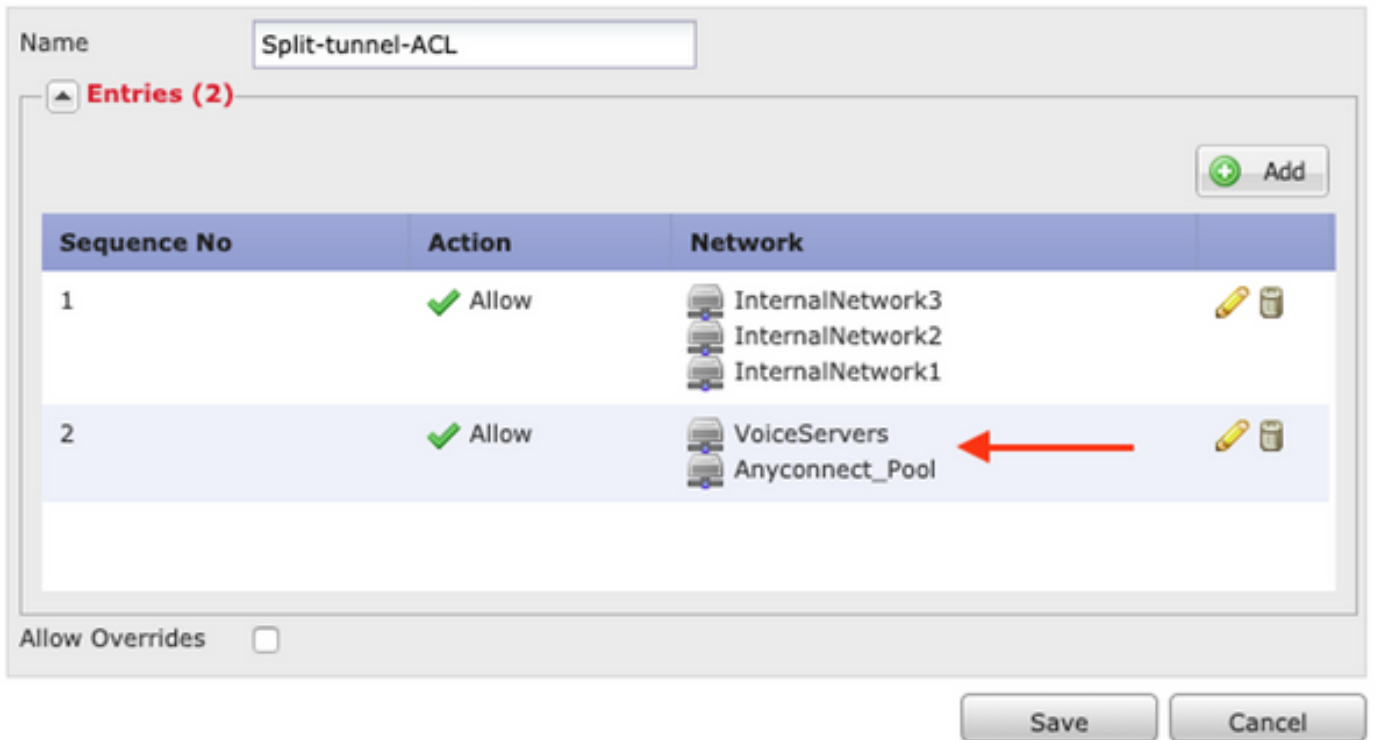 Name Split-tunnel-ACL
Entries (2)
Add
Sequence No Action Network
1 Allow InternalNetwork3
InternalNetwork2
InternalNetwork1
2 Allow VoiceServers
Anyconnect_Pool
Allow Overrides
Save Cancel